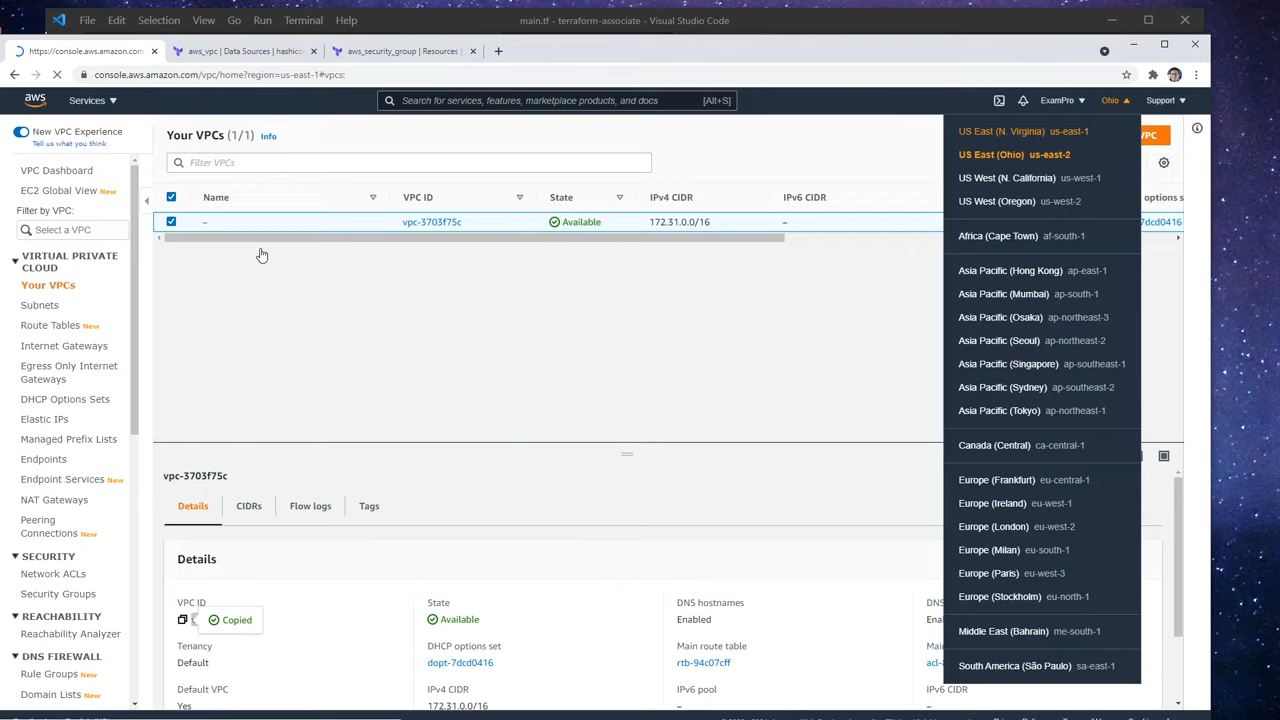 File Edit Selection View Go Run Terminal Help main.tf - terraform-associate - Visual Studio Code
https://console.aws.amazon.com/
aws_vpc | Data Sources | hashico
aws_security_group | Resources |
console.aws.amazon.com/vpc/home?region=us-east-1#vpcs:
aws Services
Search for services, features, marketplace products, and docs [Alt+S]
ExamPro Ohio Support
New VPC Experience
Tell us what you think
VPC Dashboard
EC2 Global View New
Filter by VPC:
Select a VPC
VIRTUAL PRIVATE
CLOUD
Your VPCs
Subnets
Route Tables New
Internet Gateways
Egress Only Internet
Gateways
DHCP Options Sets
Elastic IPs
Managed Prefix Lists
Endpoints
Endpoint Services New
NAT Gateways
Peering
Connections New
SECURITY
Network ACLs
Security Groups
REACHABILITY
Reachability Analyzer
DNS FIREWALL
Rule Groups New
Domain Lists New
Your VPCs (1/1) Info
VPC
Filter VPCs
Name VPC ID State IPv4 CIDR IPv6 CIDR options s
– vpc-3703f75c Available 172.31.0.0/16 – 7dcd0416
vpc-3703f75c
Details CIDRs Flow logs Tags
Details
VPC ID
Copied
State
Available
DNS hostnames
Enabled
DNS
Enab
Tenancy
Default
DHCP options set
dopt-7dcd0416
Main route table
rtb-94c07cff
Main
acl-8
Default VPC
Yes
IPv4 CIDR
172.31.0.0/16
IPv6 pool
–
IPv6 CIDR
US East (N. Virginia) us-east-1
US East (Ohio) us-east-2
US West (N. California) us-west-1
US West (Oregon) us-west-2
Africa (Cape Town) af-south-1
Asia Pacific (Hong Kong) ap-east-1
Asia Pacific (Mumbai) ap-south-1
Asia Pacific (Osaka) ap-northeast-3
Asia Pacific (Seoul) ap-northeast-2
Asia Pacific (Singapore) ap-southeast-1
Asia Pacific (Sydney) ap-southeast-2
Asia Pacific (Tokyo) ap-northeast-1
Canada (Central) ca-central-1
Europe (Frankfurt) eu-central-1
Europe (Ireland) eu-west-1
Europe (London) eu-west-2
Europe (Milan) eu-south-1
Europe (Paris) eu-west-3
Europe (Stockholm) eu-north-1
Middle East (Bahrain) me-south-1
South America (São Paulo) sa-east-1